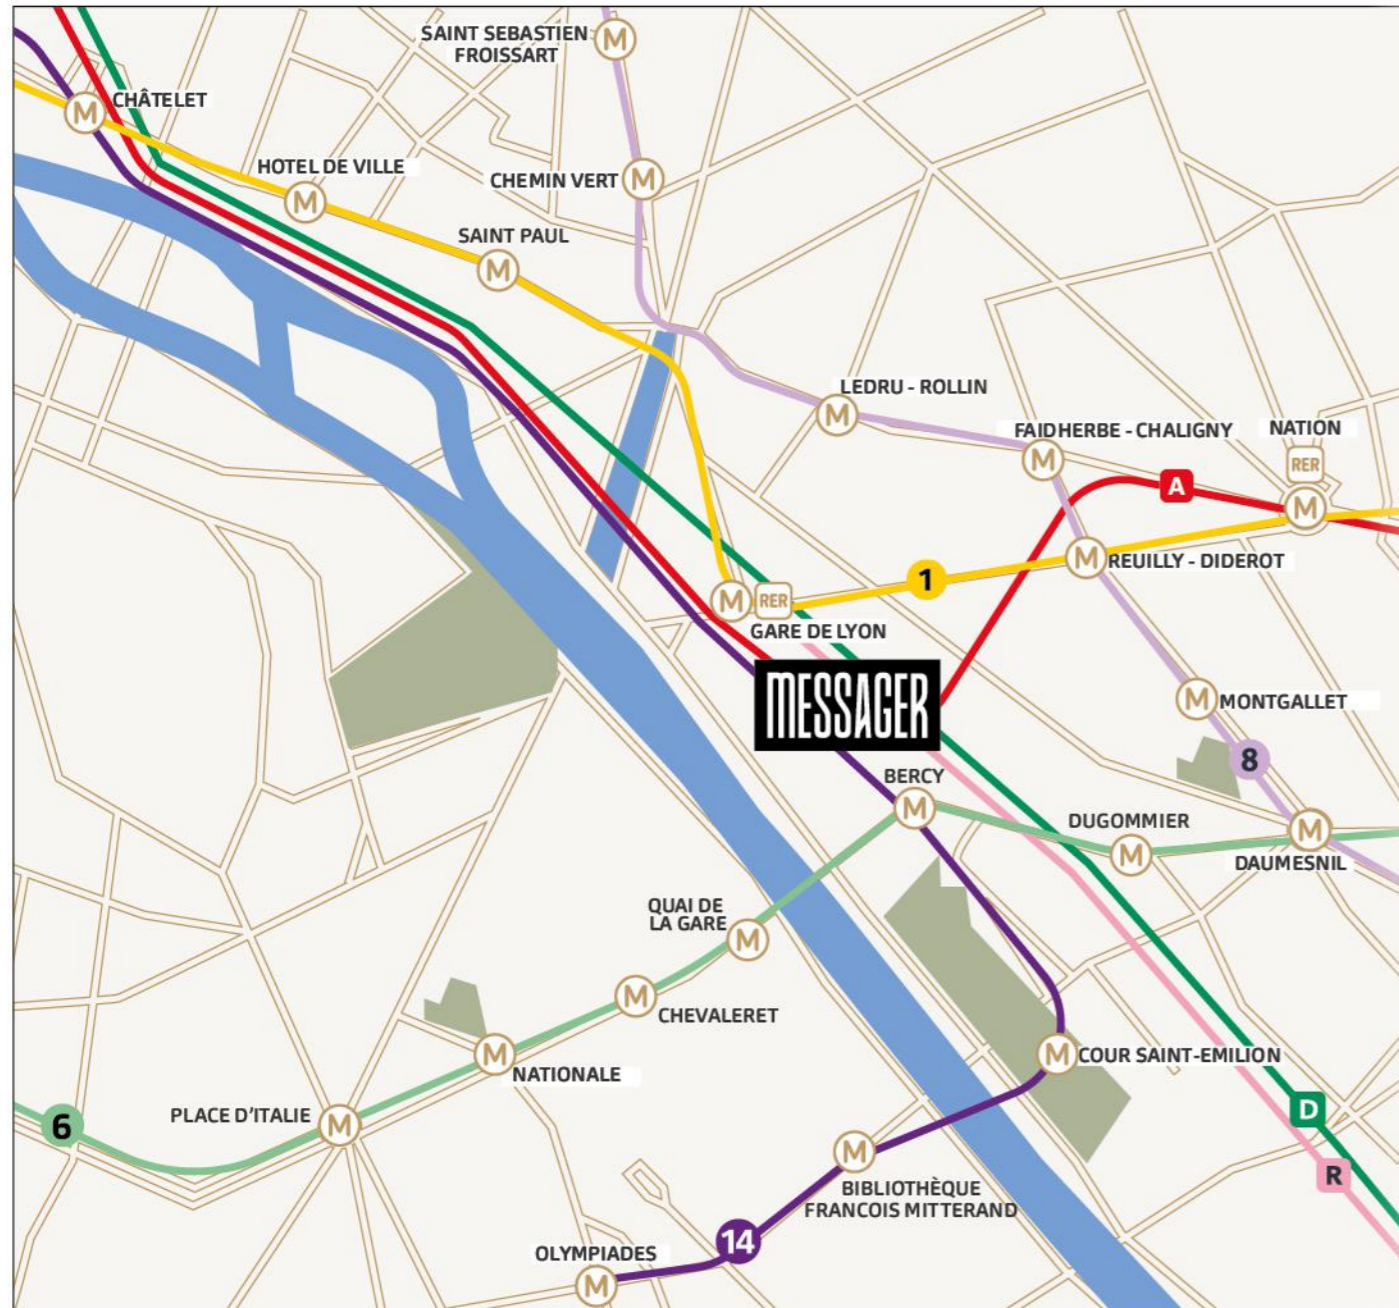 SAINT SEBASTIEN
FROISSART
M
CHÂTELET
M
HOTEL DE VILLE
M
CHEMIN VERT
M
SAINT PAUL
M
LEDRU - ROLLIN
M
FAIDHERBE - CHALIGNY
M
NATION
RER
M
A
REUILLY - DIDEROT
M
1
M
RER
GARE DE LYON
MESSAGER
MONTGALLET
M
8
BERCY
M
DUGOMMIER
M
M
DAUMESNIL
QUAI DE
LA GARE
M
M
CHEVALERET
M
NATIONALE
M
COUR SAINT-EMILION
6
PLACE D'ITALIE
M
D
R
M
BIBLIOTHÈQUE
FRANCOIS MITTERAND
14
OLYMPIADES
M